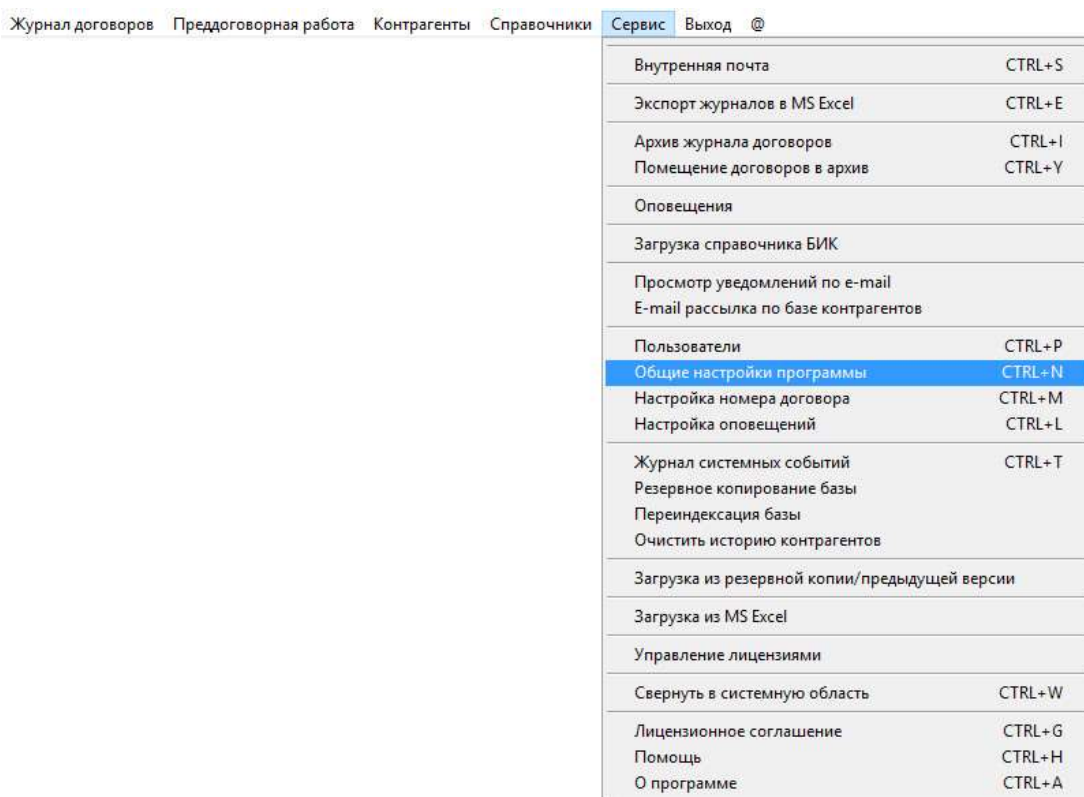 Журнал договоров Преддоговорная работа Контрагенты Справочники Сервис Выход @
Внутренняя почта CTRL+S
Экспорт журналов в MS Excel CTRL+E
Архив журнала договоров CTRL+I
Помещение договоров в архив CTRL+Y
Оповещения
Загрузка справочника БИК
Просмотр уведомлений по e-mail
E-mail рассылка по базе контрагентов
Пользователи CTRL+P
Общие настройки программы CTRL+N
Настройка номера договора CTRL+M
Настройка оповещений CTRL+L
Журнал системных событий CTRL+T
Резервное копирование базы
Переиндексация базы
Очистить историю контрагентов
Загрузка из резервной копии/предыдущей версии
Загрузка из MS Excel
Управление лицензиями
Свернуть в системную область CTRL+W
Лицензионное соглашение CTRL+G
Помощь CTRL+H
О программе CTRL+A